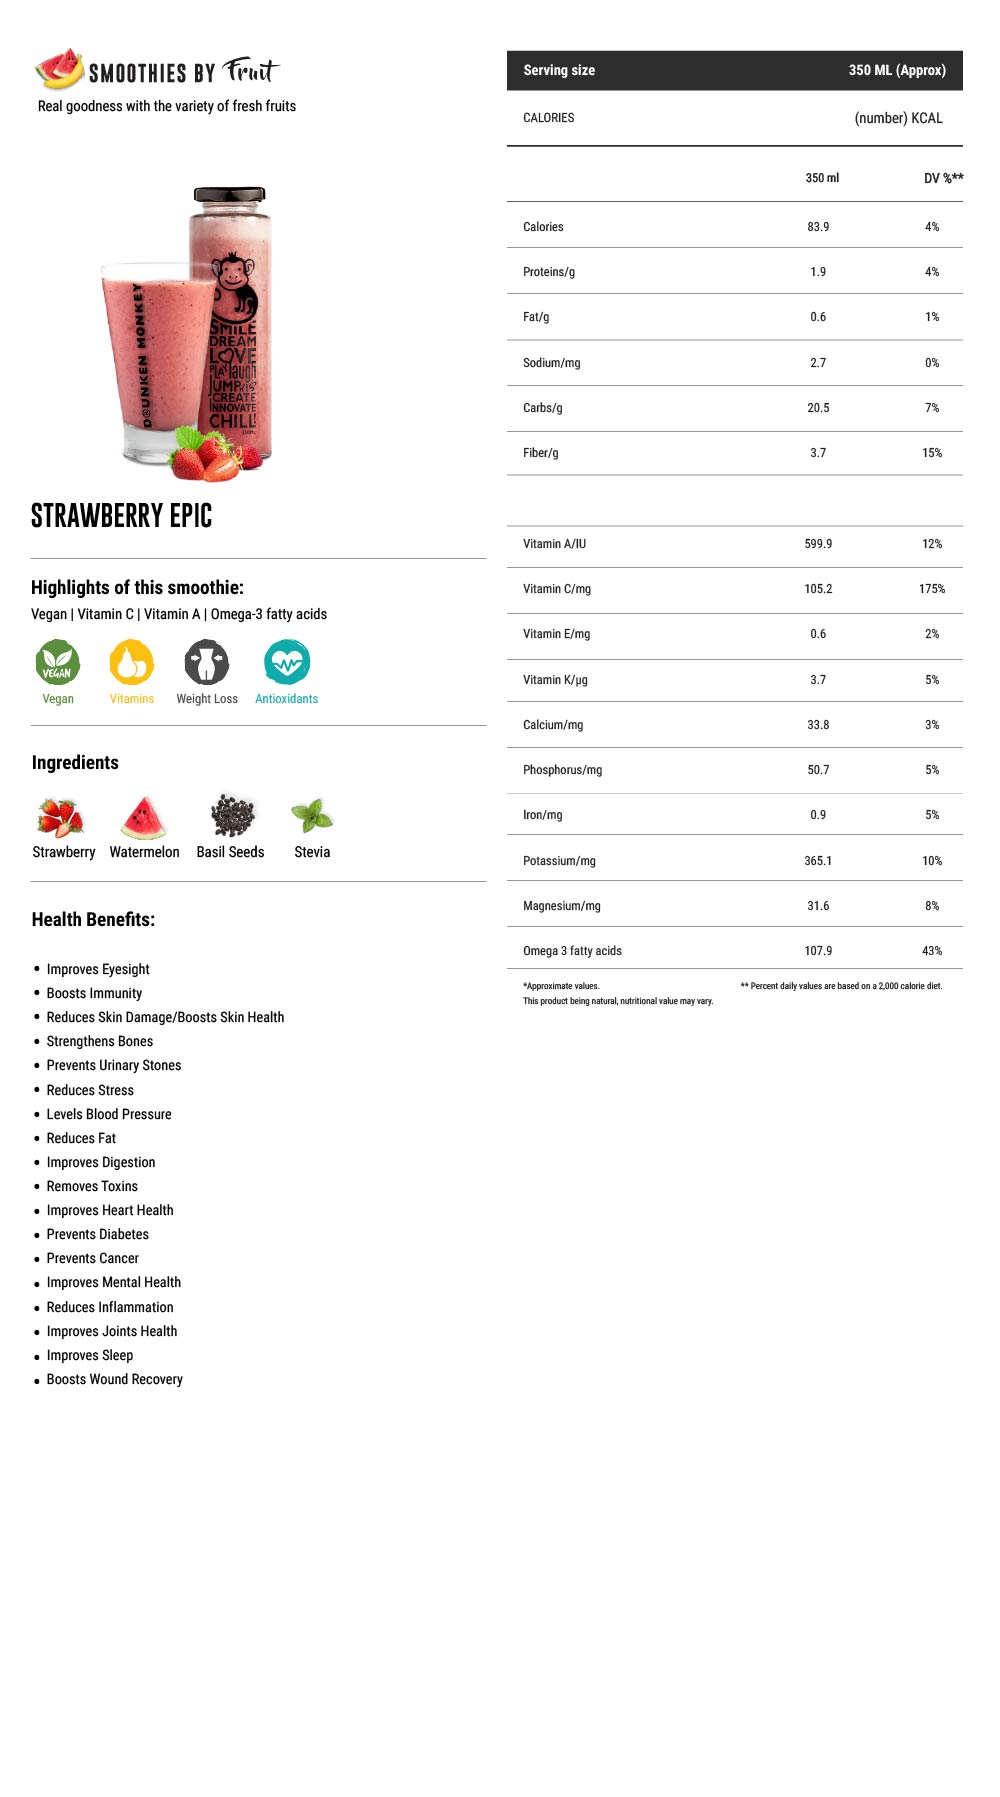 SMOOTHIES BY Fruit
Real goodness with the variety of fresh fruits
DRUNKEN MONKEY
SMILE
DREAM
LOVE
PLAY laugh
JUMP kiss
CREATE
INNOVATE
CHILL!
STRAWBERRY EPIC
Highlights of this smoothie:
Vegan | Vitamin C | Vitamin A | Omega-3 fatty acids
VEGAN
Vegan Vitamins Weight Loss Antioxidants
Ingredients
Strawberry Watermelon Basil Seeds Stevia
Health Benefits:
• Improves Eyesight
• Boosts Immunity
• Reduces Skin Damage/Boosts Skin Health
• Strengthens Bones
• Prevents Urinary Stones
• Reduces Stress
• Levels Blood Pressure
• Reduces Fat
• Improves Digestion
• Removes Toxins
• Improves Heart Health
• Prevents Diabetes
• Prevents Cancer
• Improves Mental Health
• Reduces Inflammation
• Improves Joints Health
• Improves Sleep
• Boosts Wound Recovery
Serving size 350 ML (Approx)
CALORIES (number) KCAL
350 ml DV %**
Calories 83.9 4%
Proteins/g 1.9 4%
Fat/g 0.6 1%
Sodium/mg 2.7 0%
Carbs/g 20.5 7%
Fiber/g 3.7 15%
Vitamin A/IU 599.9 12%
Vitamin C/mg 105.2 175%
Vitamin E/mg 0.6 2%
Vitamin K/µg 3.7 5%
Calcium/mg 33.8 3%
Phosphorus/mg 50.7 5%
Iron/mg 0.9 5%
Potassium/mg 365.1 10%
Magnesium/mg 31.6 8%
Omega 3 fatty acids 107.9 43%
*Approximate values. ** Percent daily values are based on a 2,000 calorie diet.
This product being natural, nutritional value may vary.